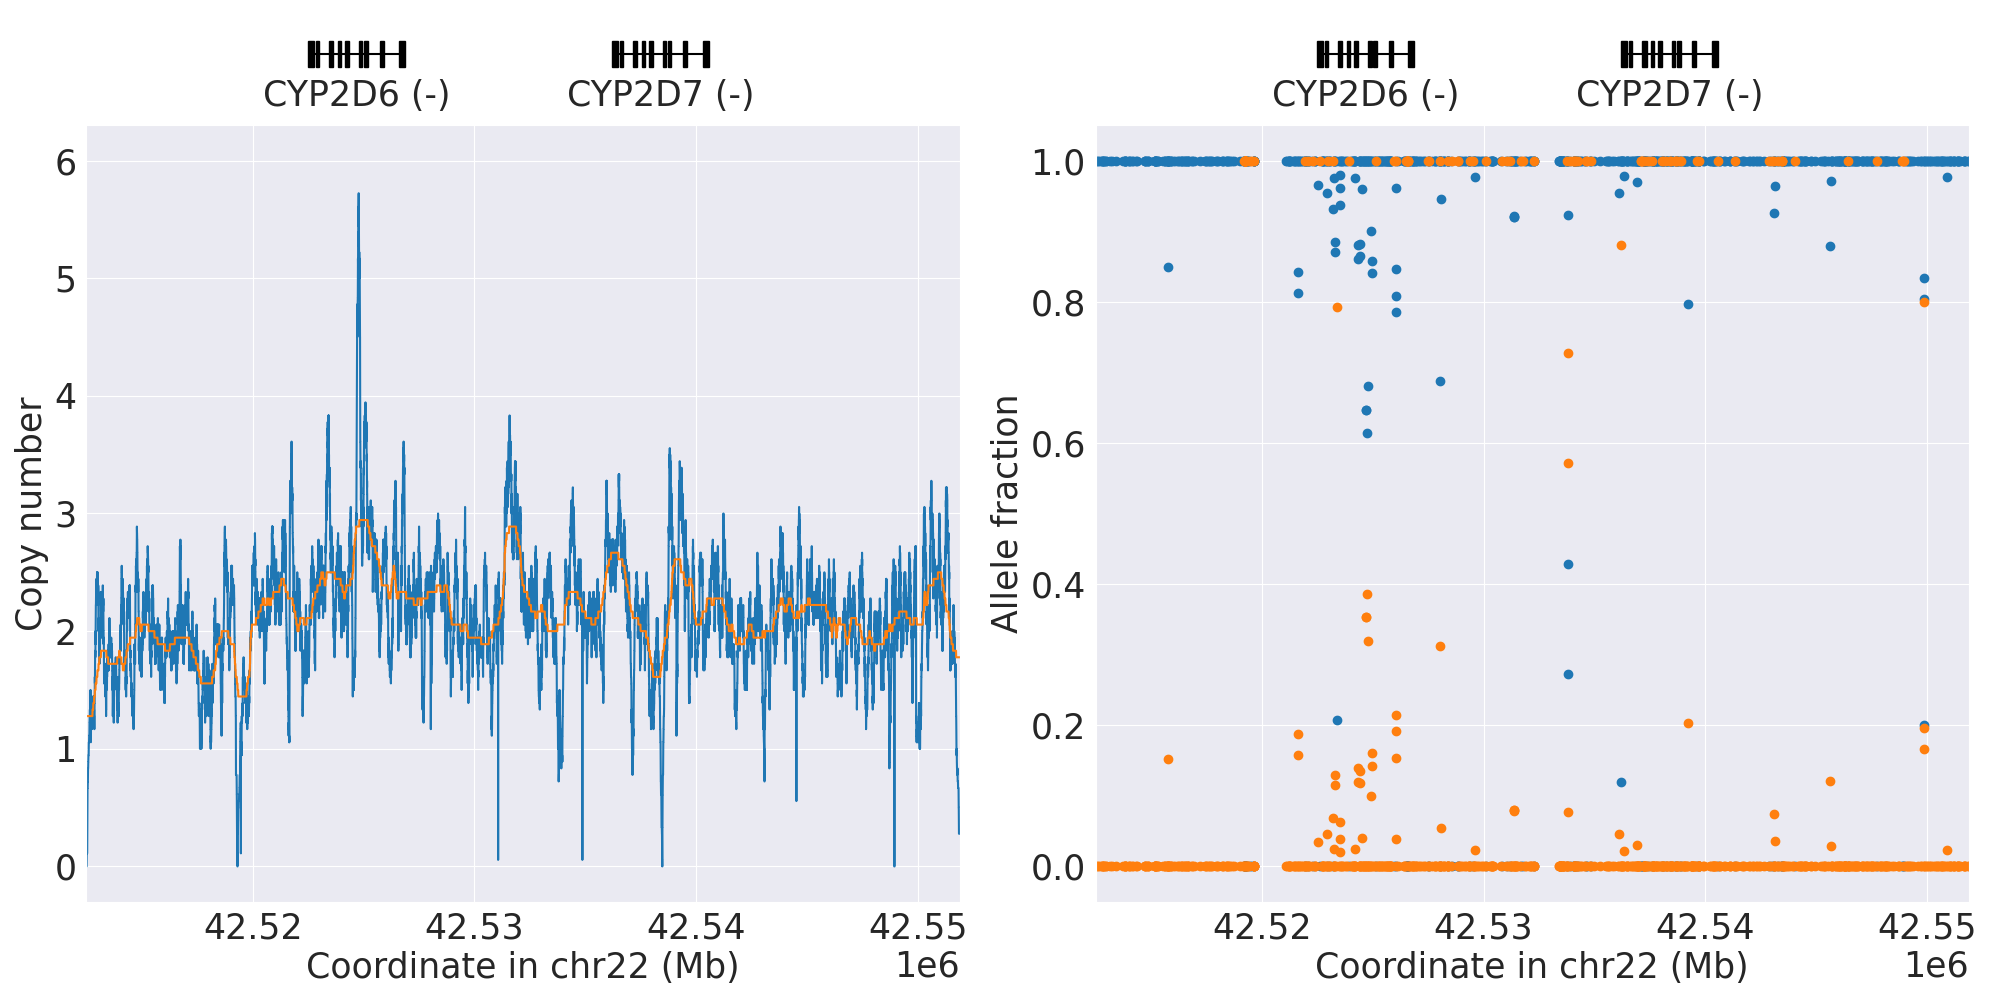 CYP2D6 (-)
CYP2D7 (-)
6
5
4
3
2
1
0
Copy number
42.52
42.53
42.54
42.55
1e6
Coordinate in chr22 (Mb)
CYP2D6 (-)
CYP2D7 (-)
1.0
0.8
0.6
0.4
0.2
0.0
Allele fraction
42.52
42.53
42.54
42.55
1e6
Coordinate in chr22 (Mb)